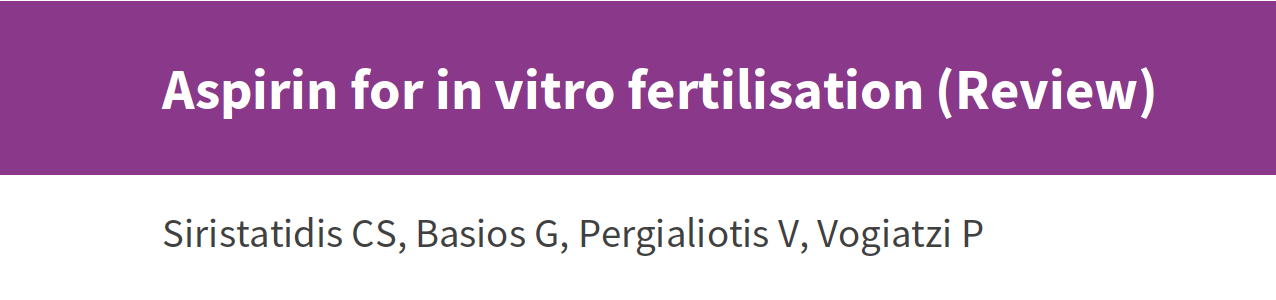 Aspirin for in vitro fertilisation (Review)
Siristatidis CS, Basios G, Pergialiotis V, Vogiatzi P